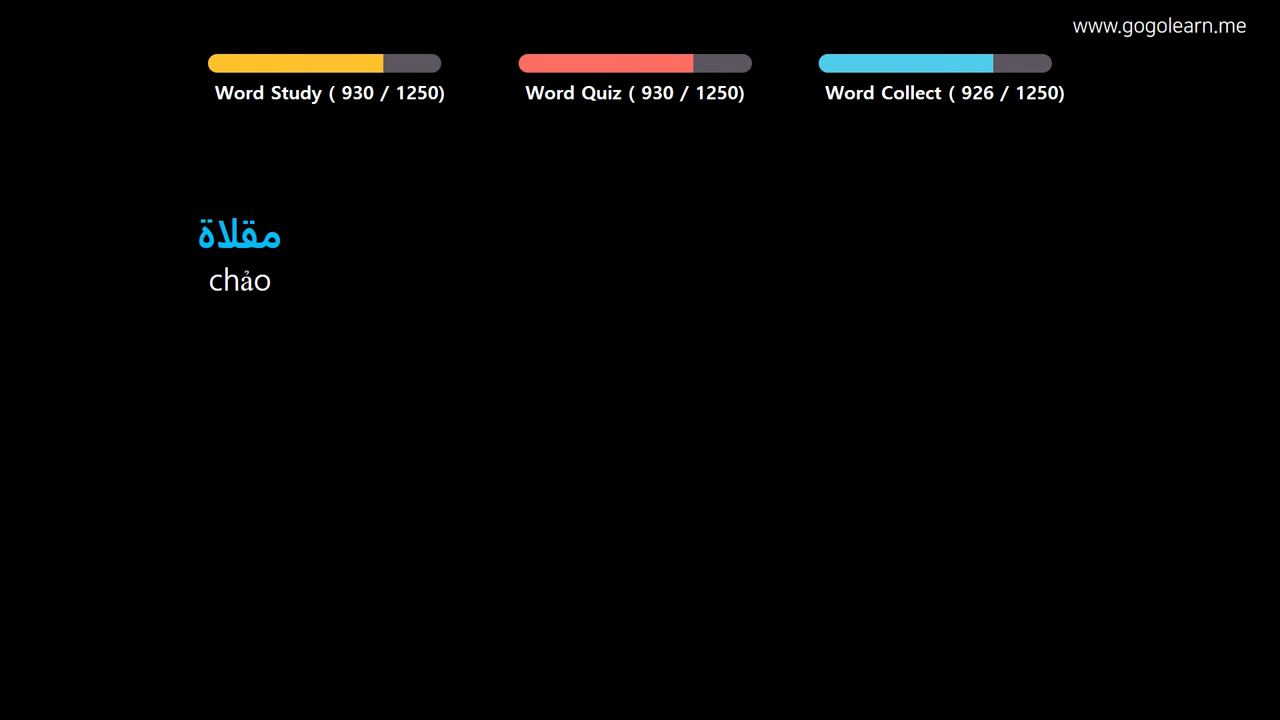 www.gogolearn.me
Word Study ( 930 / 1250)
Word Quiz ( 930 / 1250)
Word Collect ( 926 / 1250)
مقلاة
chảo